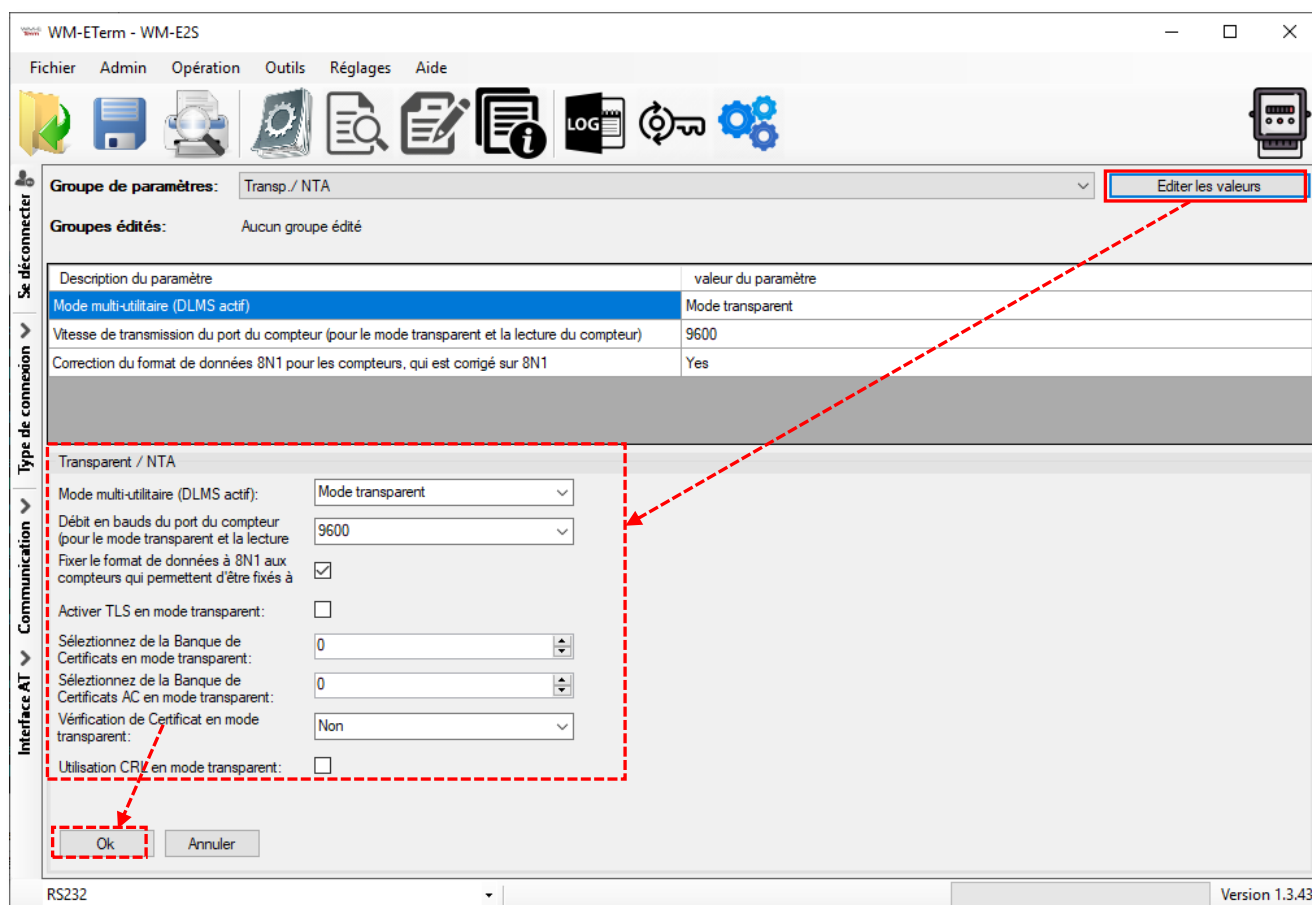 WM-ETerm - WM-E2S
Fichier Admin Opération Outils Réglages Aide
LOG
Se déconnecter
Type de connexion
Communication
Interface AT
Groupe de paramètres: Transp./ NTA Editer les valeurs
Groupes édités: Aucun groupe édité
Description du paramètre valeur du paramètre
Mode multi-utilitaire (DLMS actif) Mode transparent
Vitesse de transmission du port du compteur (pour le mode transparent et la lecture du compteur) 9600
Correction du format de données 8N1 pour les compteurs, qui est corrigé sur 8N1 Yes
Transparent / NTA
Mode multi-utilitaire (DLMS actif): Mode transparent
Débit en bauds du port du compteur
(pour le mode transparent et la lecture 9600
Fixer le format de données à 8N1 aux
compteurs qui permettent d'être fixés à
Activer TLS en mode transparent:
Séleztionnez de la Banque de
Certificats en mode transparent: 0
Séleztionnez de la Banque de
Certificats AC en mode transparent: 0
Vérification de Certificat en mode
transparent: Non
Utilisation CRL en mode transparent:
Ok Annuler
RS232 Version 1.3.43